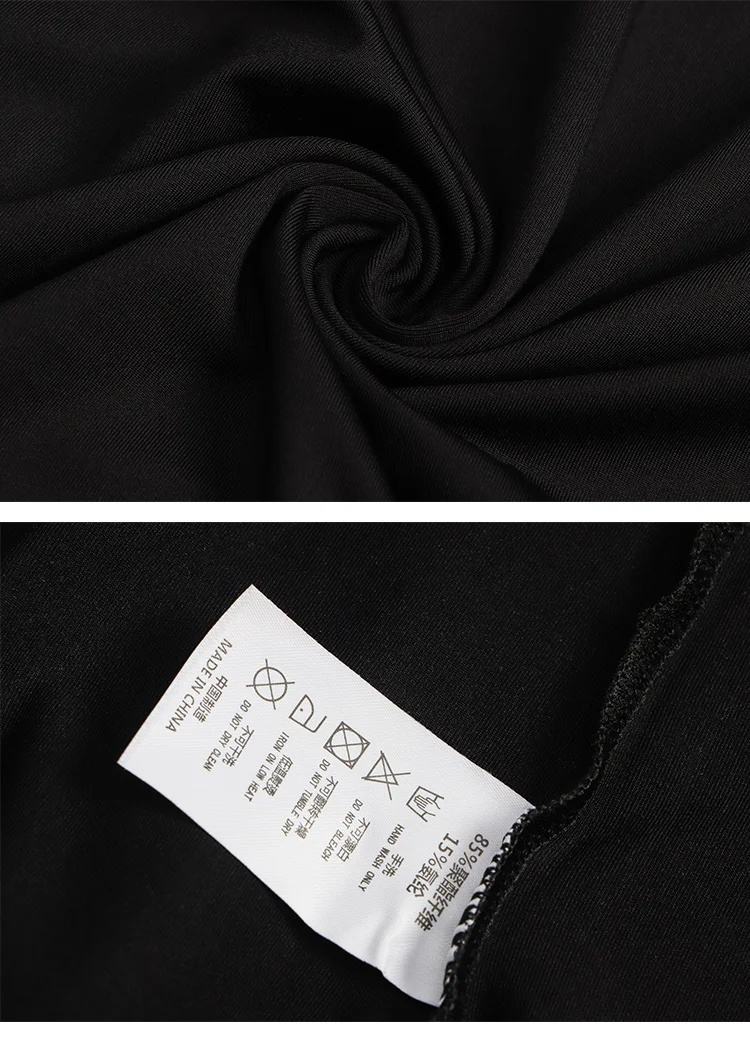 85%聚酯纤维
15%氨纶
手洗
HAND WASH ONLY
不可漂白
DO NOT BLEACH
不可翻转干燥
DO NOT TUMBLE DRY
低温熨烫
IRON ON LOW HEAT
不可干洗
DO NOT DRY CLEAN
中国制造
MADE IN CHINA